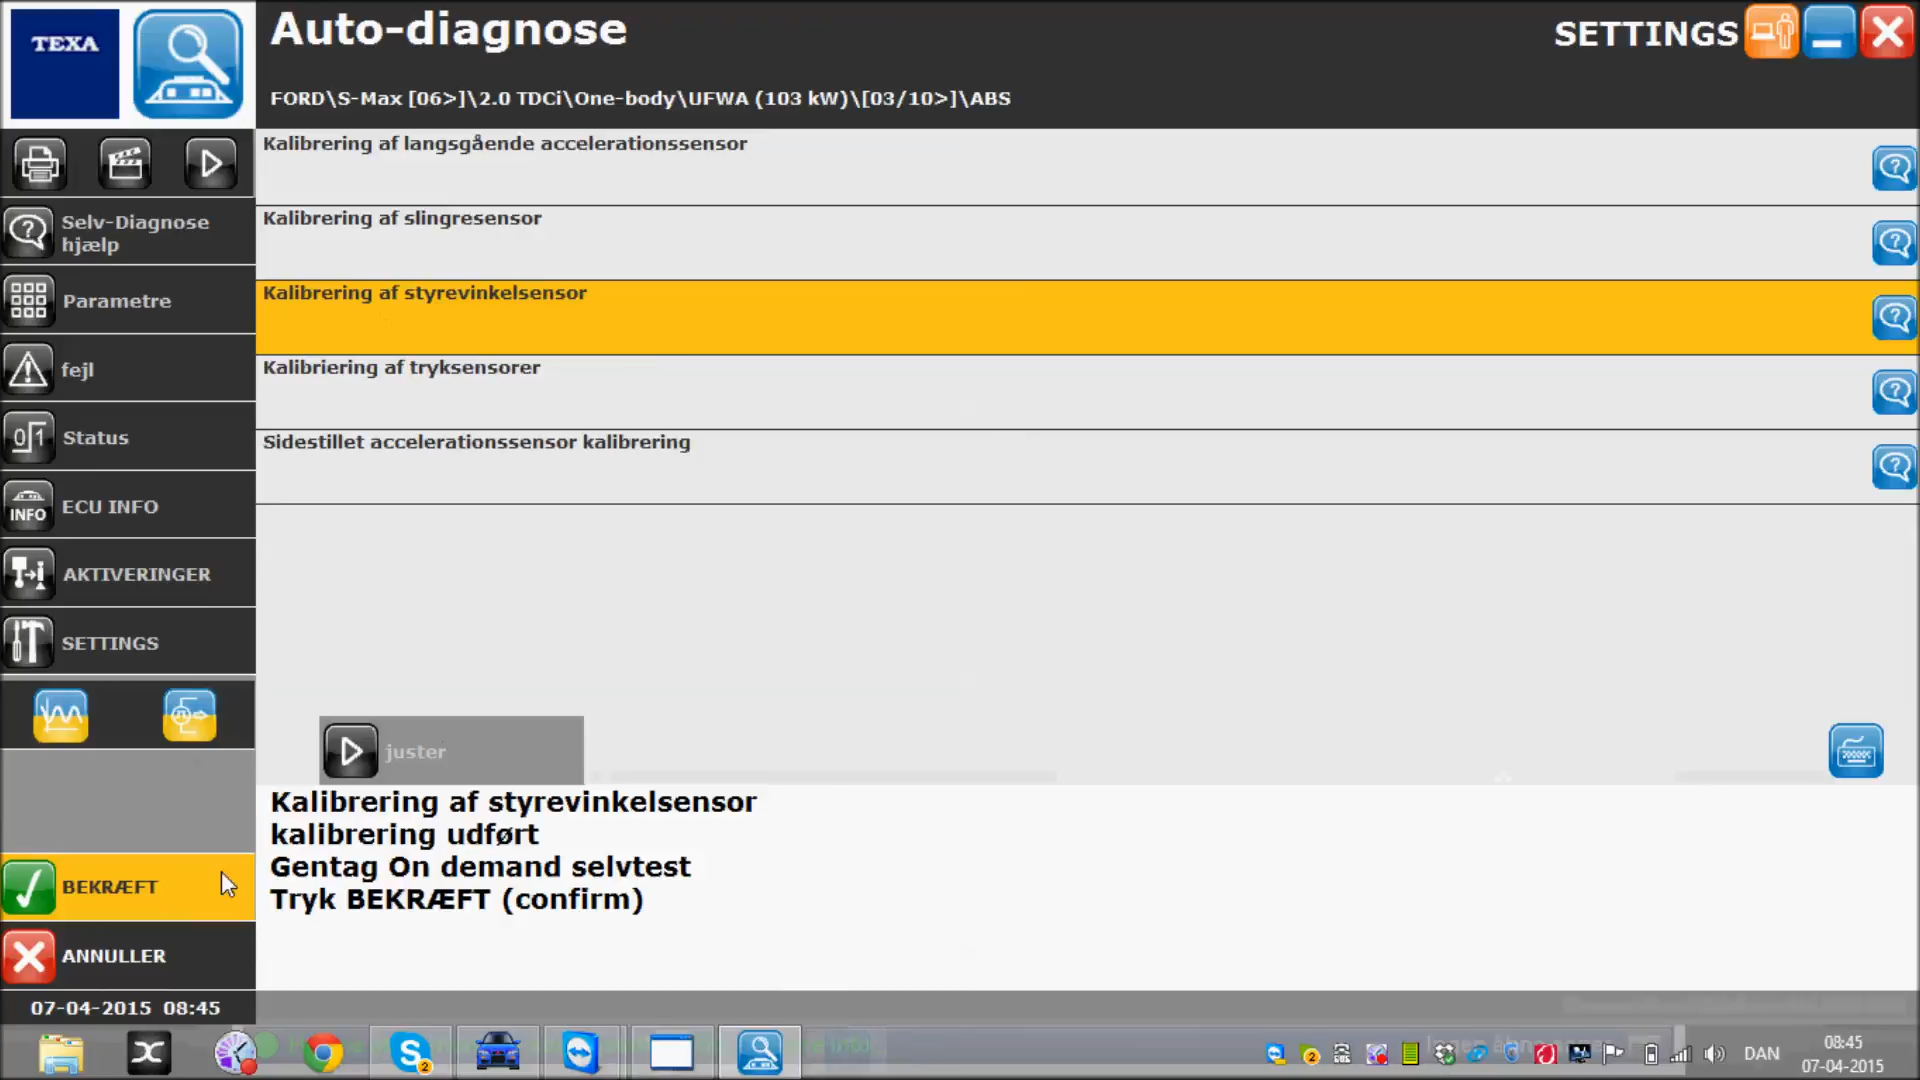 TEXA
Auto-diagnose
SETTINGS
FORD\S-Max [06>]\2.0 TDCi\One-body\UFWA (103 kW)\[03/10>]\ABS
Kalibrering af langsgående accelerationssensor
Kalibrering af slingresensor
Kalibrering af styrevinkelsensor
Kalibriering af tryksensorer
Sidestillet accelerationssensor kalibrering
Selv-Diagnose
hjælp
Parametre
fejl
Status
INFO
ECU INFO
AKTIVERINGER
SETTINGS
juster
Kalibrering af styrevinkelsensor
kalibrering udført
Gentag On demand selvtest
Tryk BEKRÆFT (confirm)
BEKRÆFT
ANNULLER
07-04-2015 08:45
2
2
DAN
08:45
07-04-2015